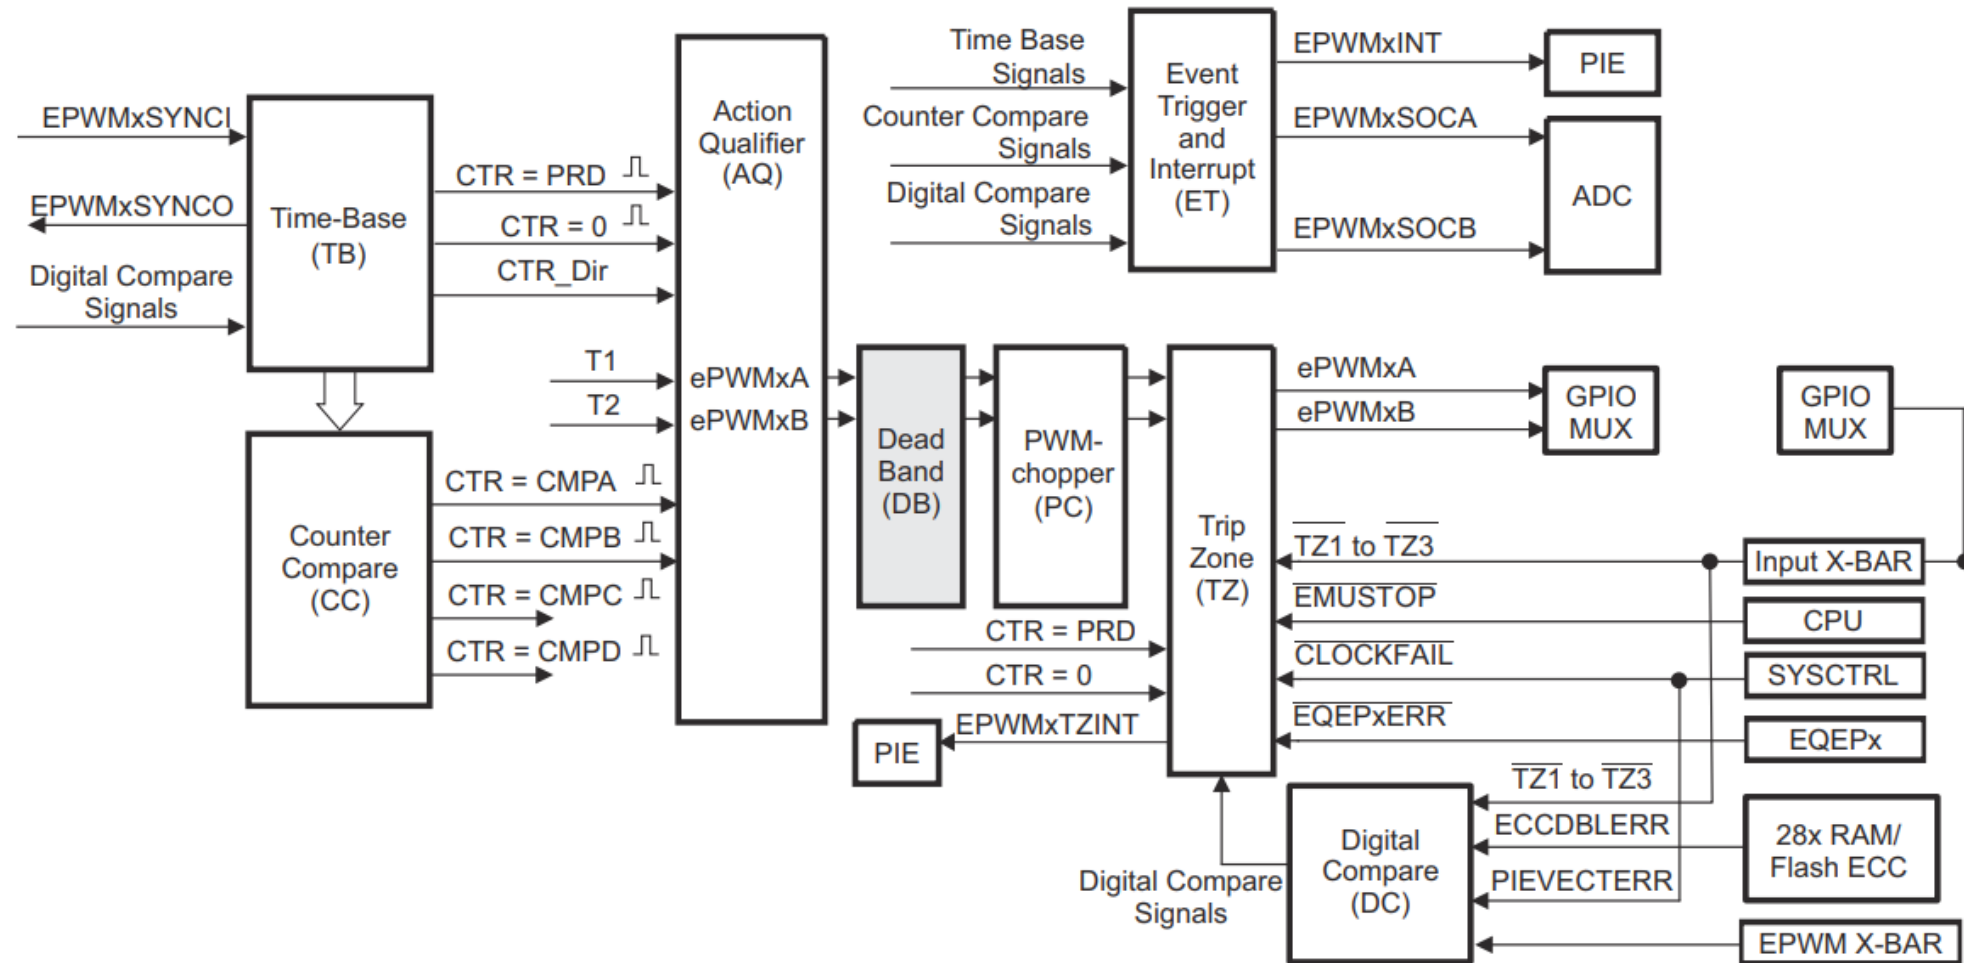 EPWMxSYNCI
EPWMxSYNCO
Digital Compare
Signals
Time-Base
(TB)
CTR = PRD
CTR = 0
CTR_Dir
T1
T2
Counter
Compare
(CC)
CTR = CMPA
CTR = CMPB
CTR = CMPC
CTR = CMPD
Action
Qualifier
(AQ)
ePWMxA
ePWMxB
Time Base
Signals
Counter Compare
Signals
Digital Compare
Signals
Event
Trigger
and
Interrupt
(ET)
EPWMxINT
EPWMxSOCA
EPWMxSOCB
PIE
ADC
Dead
Band
(DB)
PWM-
chopper
(PC)
Trip
Zone
(TZ)
ePWMxA
ePWMxB
GPIO
MUX
GPIO
MUX
TZ1 to TZ3
EMUSTOP
CLOCKFAIL
EQEPxERR
Input X-BAR
CPU
SYSCTRL
EQEPx
CTR = PRD
CTR = 0
EPWMxTZINT
PIE
Digital Compare
Signals
Digital
Compare
(DC)
TZ1 to TZ3
ECCDBLERR
PIEVECTERR
28x RAM/
Flash ECC
EPWM X-BAR